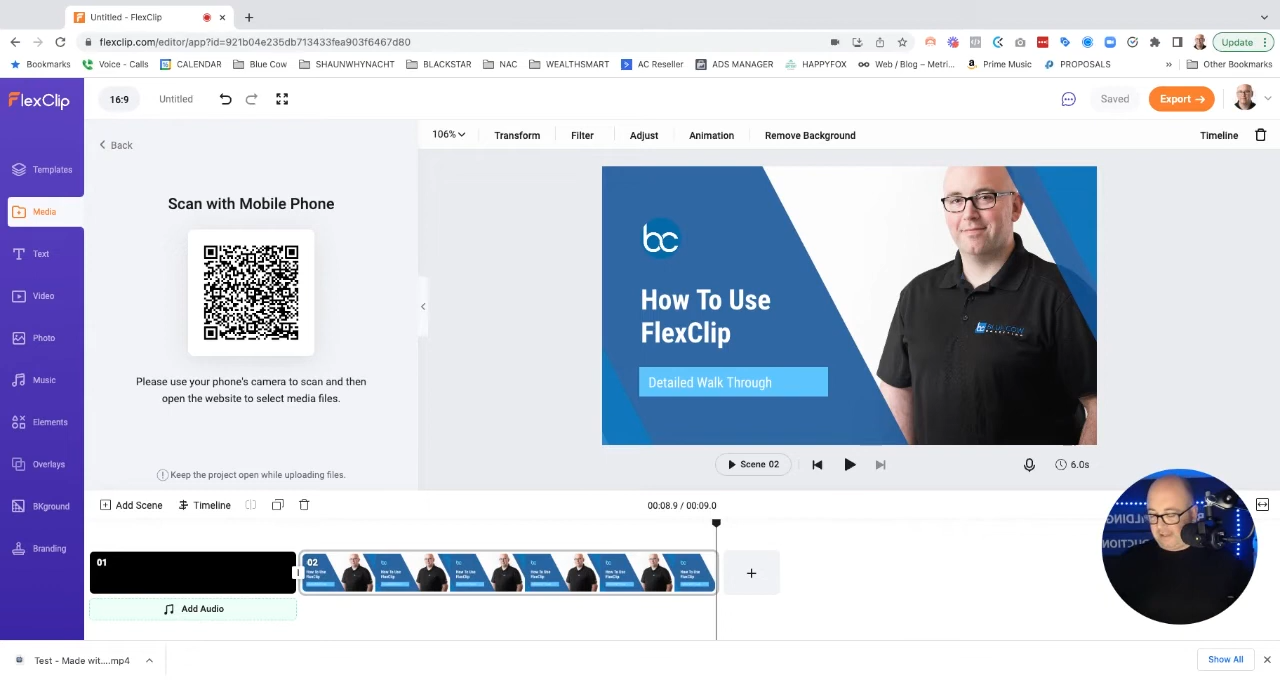 Untitled - FlexClip
flexclip.com/editor/app?id=921b04e235db713433fea903f6467d80
Update
Bookmarks
Voice - Calls
CALENDAR
Blue Cow
SHAUNWHYNACHT
BLACKSTAR
NAC
WEALTHSMART
AC Reseller
ADS MANAGER
HAPPYFOX
Web / Blog – Metri...
Prime Music
PROPOSALS
»
Other Bookmarks
FlexClip
16:9
Untitled
Saved
Export
Back
106%
Transform
Filter
Adjust
Animation
Remove Background
Timeline
Templates
Media
Text
Video
Photo
Music
Elements
Overlays
BKground
Branding
Scan with Mobile Phone
Please use your phone's camera to scan and then
open the website to select media files.
Keep the project open while uploading files.
bc
How To Use
FlexClip
Detailed Walk Through
BLUE COW
Scene 02
6.0s
Add Scene
Timeline
00:08.9 / 00:09.0
01
02
Add Audio
Test - Made wit....mp4
Show All